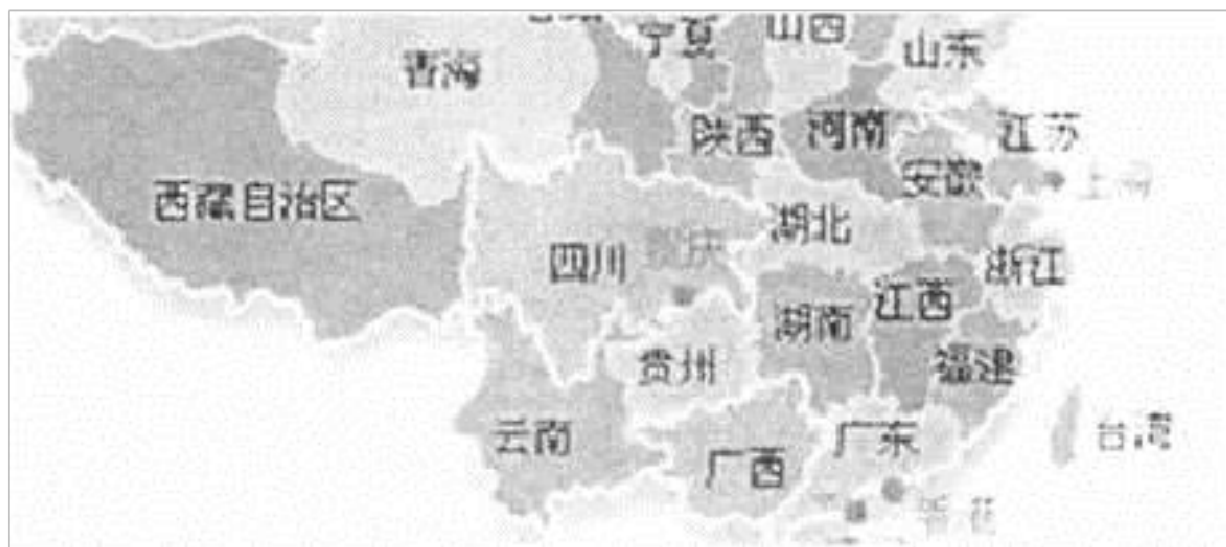 宁夏
山西
山东
青海
陕西
河南
江苏
安徽
上海
西藏自治区
湖北
四川
重庆
浙江
江西
湖南
贵州
福建
云南
广东
台湾
广西
香港